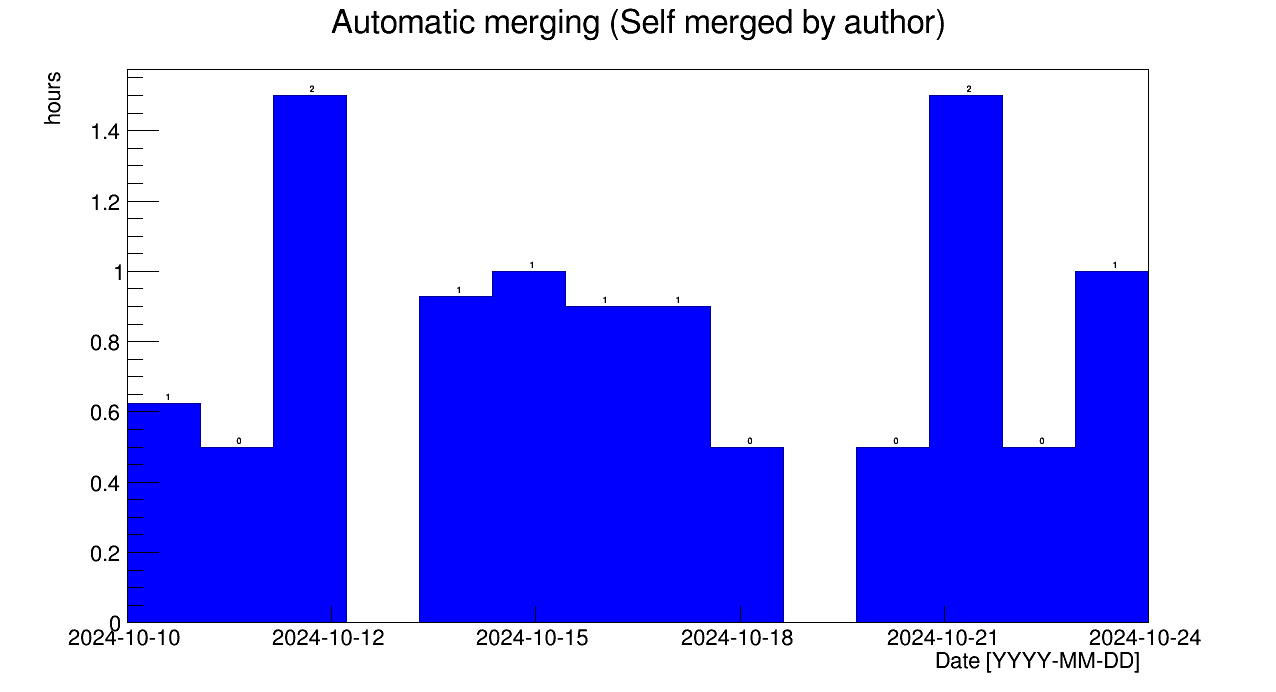 Automatic merging (Self merged by author)
hours
2 2
1.4
1.2
1 1 1 1
1 1 1
0.8
0.6 1
0 0 0 0
0.4
0.2
0
2024-10-10 2024-10-12 2024-10-15 2024-10-18 2024-10-21 2024-10-24
Date [YYYY-MM-DD]